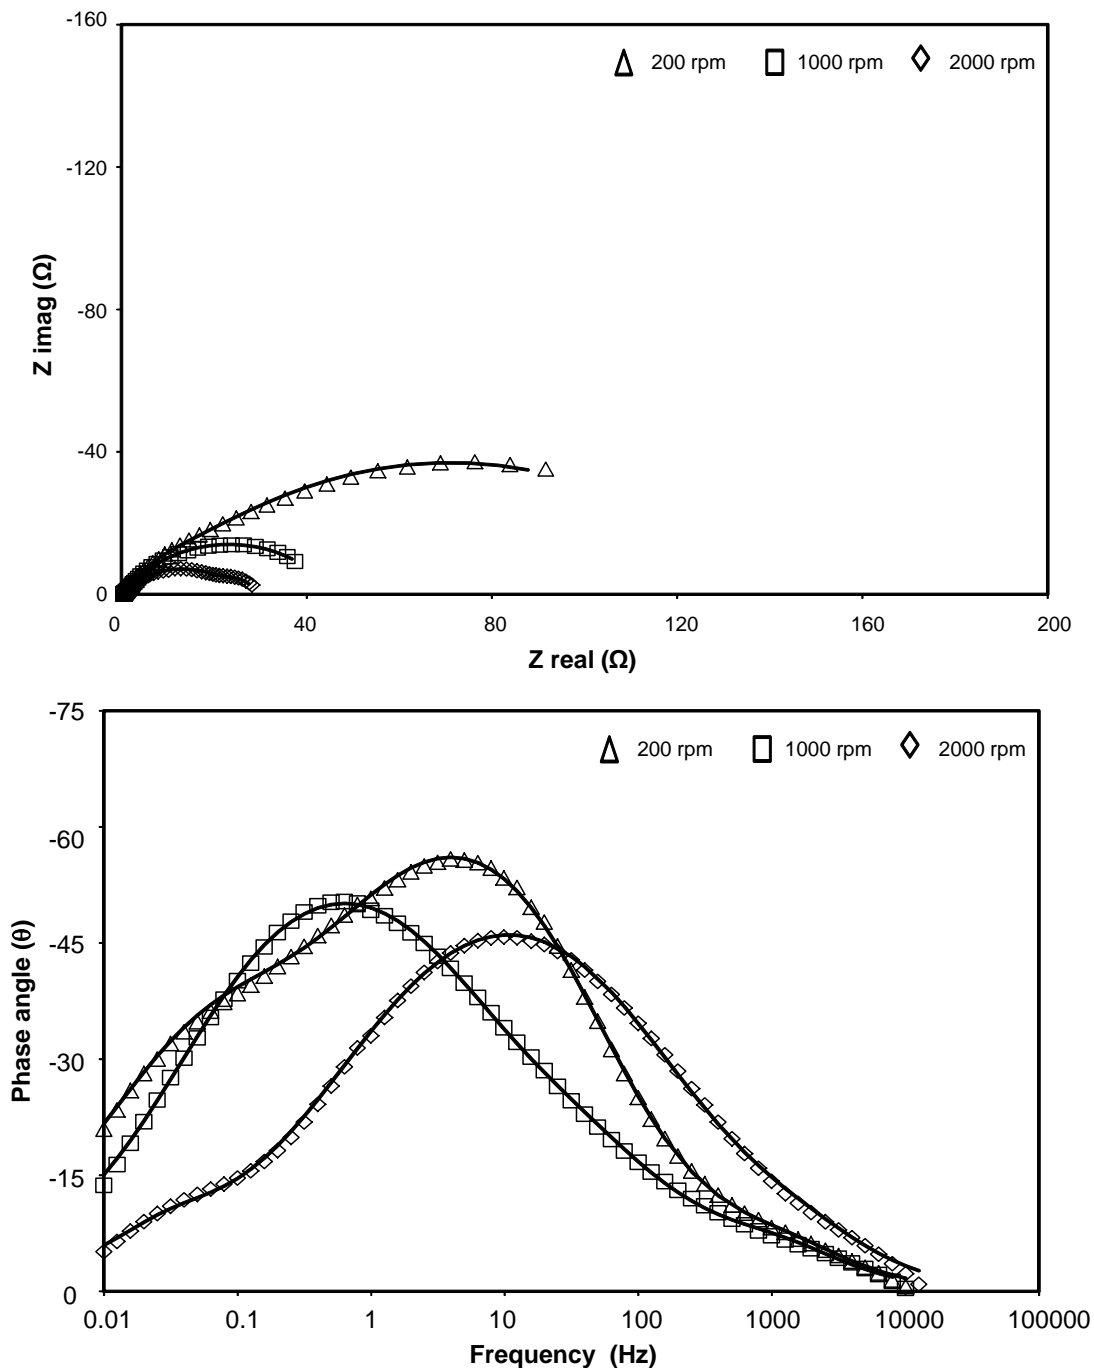 -160
200 rpm 1000 rpm 2000 rpm
-120
Z imag (Ω)
-80
-40
0
0 40 80 120 160 200
Z real (Ω)
-75
200 rpm 1000 rpm 2000 rpm
-60
-45
Phase angle (θ)
-30
-15
0
0.01 0.1 1 10 100 1000 10000 100000
Frequency (Hz)